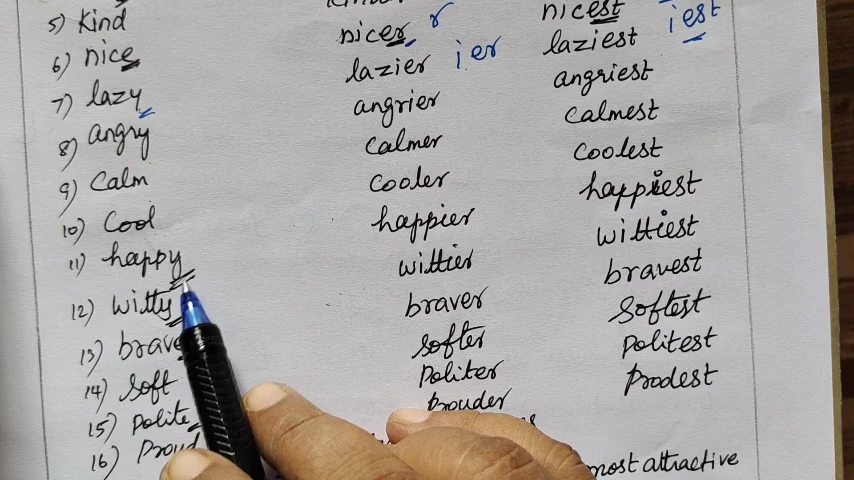 5) Kind
6) nice nicer r nicest iest
7) lazy lazier ier laziest
8) angry angrier angriest
9) Calm Calmer Calmest
10) Cool Cooler Coolest
11) happy happier happiest
12) witty wittier wittiest
13) brave braver bravest
14) Soft Softer Softest
15) Polite Politer Politest
16) Proud Prouder Prodest
most attractive